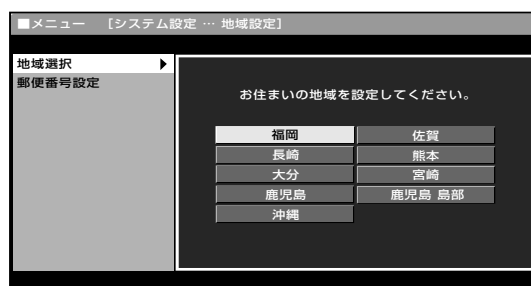 ■メニュー [システム設定 … 地域設定]
地域選択 ▶
郵便番号設定
お住まいの地域を設定してください。
福岡 佐賀
長崎 熊本
大分 宮崎
鹿児島 鹿児島 島部
沖縄